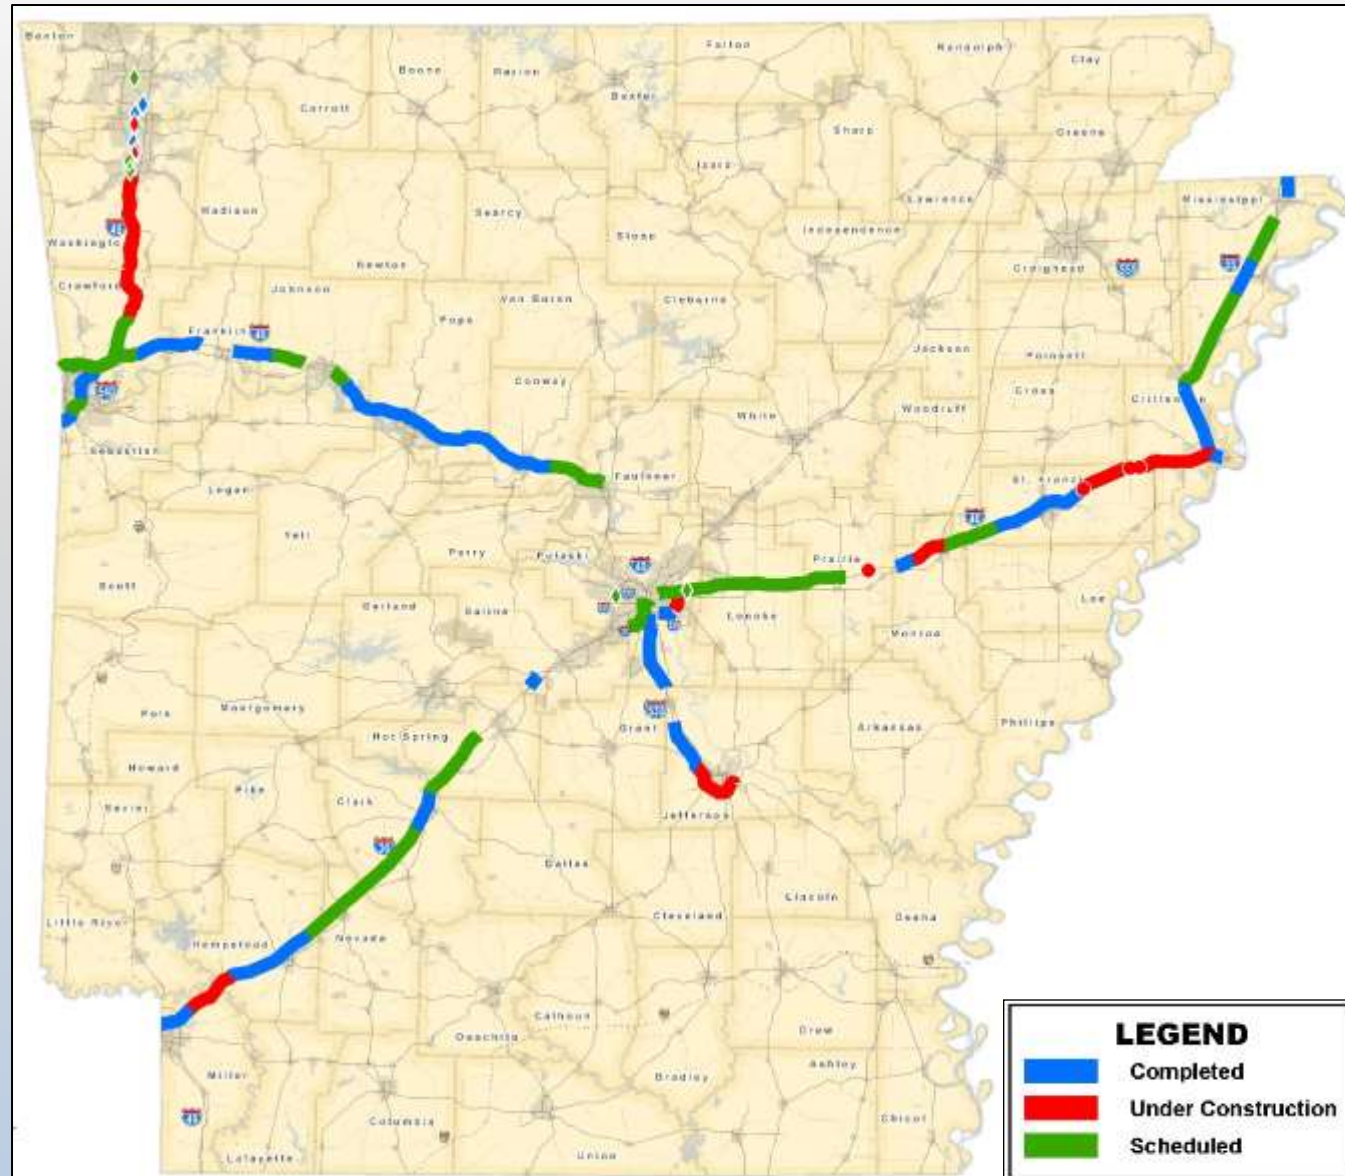 Benton
Carroll
Boone
Marion
Baxter
Fulton
Randolph
Clay
Sharp
Greene
Izard
Lawrence
Mississippi
Washington
Madison
Searcy
Stone
Independence
Craighead
555
Crawford
Johnson
Newton
Van Buren
Cleburne
Franklin
Pope
Jackson
Poinsett
Conway
White
Woodruff
Cross
Crittenden
Sebastian
Logan
Faulkner
St. Francis
Yell
Perry
Pulaski
Prairie
Scott
Garland
Saline
Lonoke
Monroe
Lee
Polk
Montgomery
Hot Spring
Grant
Arkansas
Phillips
Howard
Pike
Clark
Sevier
Jefferson
Dallas
Lincoln
Little River
Hempstead
Nevada
Cleveland
Desha
Calhoun
Ouachita
Drew
Miller
Bradley
Ashley
Columbia
Chicot
Lafayette
Union
LEGEND
Completed
Under Construction
Scheduled